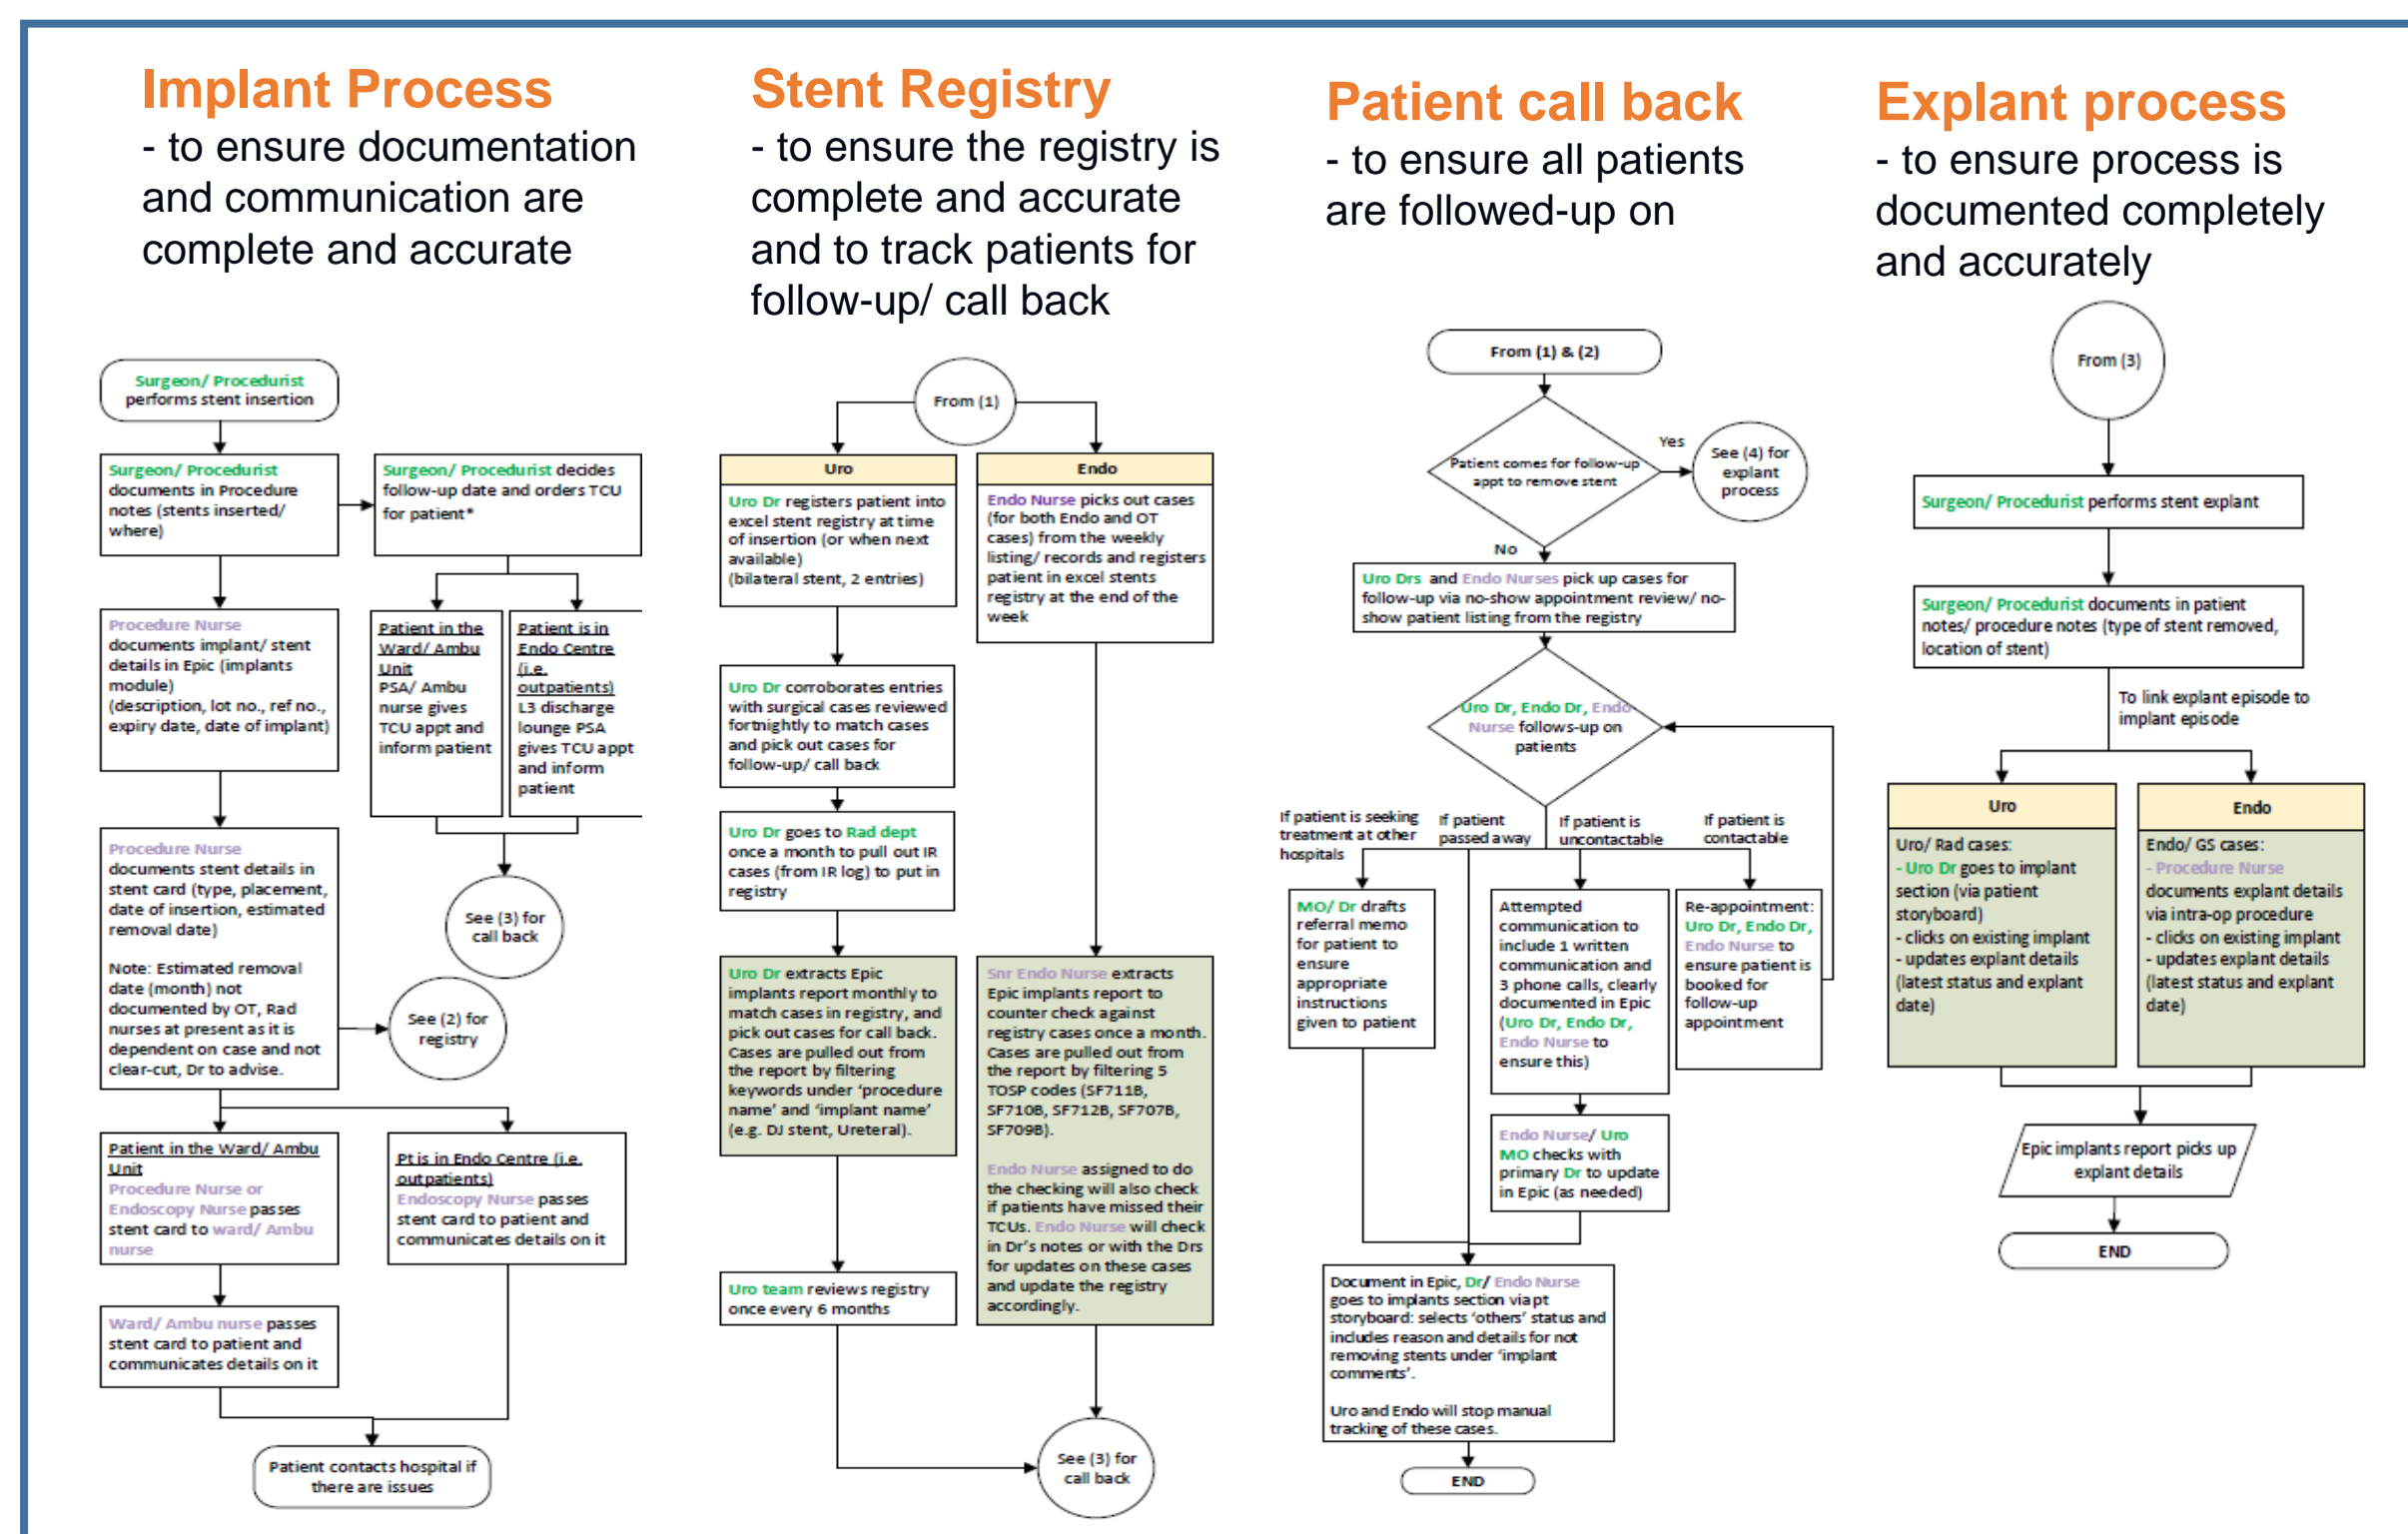 Implant Process
- to ensure documentation
and communication are
complete and accurate
Surgeon/ Procedurist
performs stent insertion
Surgeon/ Procedurist
documents in Procedure
notes (stents inserted/
where)
Surgeon/ Procedurist decides
follow-up date and orders TCU
for patient*
Procedure Nurse
documents implant/ stent
details in Epic (implants
module)
(description, lot no., ref no.,
expiry date, date of implant)
Patient in the
Ward/ Ambu
Unit
PSA/ Ambu
nurse gives
TCU appt and
inform patient
Patient is in
Endo Centre
(i.e.
outpatients)
L3 discharge
lounge PSA
gives TCU appt
and inform
patient
Procedure Nurse
documents stent details in
stent card (type, placement,
date of insertion, estimated
removal date)
Note: Estimated removal
date (month) not
documented by OT, Rad
nurses at present as it is
dependent on case and not
clear-cut, Dr to advise.
See (3) for
call back
See (2) for
registry
Patient in the Ward/ Ambu
Unit
Procedure Nurse or
Endoscopy Nurse passes
stent card to ward/ Ambu
nurse
Pt is in Endo Centre (i.e.
outpatients)
Endoscopy Nurse passes
stent card to patient and
communicates details on it
Ward/ Ambu nurse passes
stent card to patient and
communicates details on it
Patient contacts hospital if
there are issues
Stent Registry
- to ensure the registry is
complete and accurate
and to track patients for
follow-up/ call back
From (1)
Uro
Uro Dr registers patient into
excel stent registry at time
of insertion (or when next
available)
(bilateral stent, 2 entries)
Uro Dr corroborates entries
with surgical cases reviewed
fortnightly to match cases
and pick out cases for
follow-up/ call back
Uro Dr goes to Rad dept
once a month to pull out IR
cases (from IR log) to put in
registry
Uro Dr extracts Epic
implants report monthly to
match cases in registry, and
pick out cases for call back.
Cases are pulled out from
the report by filtering
keywords under ‘procedure
name’ and ‘implant name’
(e.g. DJ stent, Ureteral).
Uro team reviews registry
once every 6 months
Endo
Endo Nurse picks out cases
(for both Endo and OT
cases) from the weekly
listing/ records and registers
patient in excel stents
registry at the end of the
week
Snr Endo Nurse extracts
Epic implants report to
counter check against
registry cases once a month.
Cases are pulled out from
the report by filtering 5
TOSP codes (SF711B,
SF710B, SF712B, SF707B,
SF709B).
Endo Nurse assigned to do
the checking will also check
if patients have missed their
TCUs. Endo Nurse will check
in Dr's notes or with the Drs
for updates on these cases
and update the registry
accordingly.
See (3) for
call back
Patient call back
- to ensure all patients
are followed-up on
From (1) & (2)
Patient comes for follow-up
appt to remove stent
Yes
See (4) for
explant
process
No
Uro Drs and Endo Nurses pick up cases for
follow-up via no-show appointment review/ no-
show patient listing from the registry
Uro Dr, Endo Dr, Endo
Nurse follows-up on
patients
If patient is seeking
treatment at other
hospitals
If patient
passed away
If patient is
uncontactable
If patient is
contactable
MO/ Dr drafts
referral memo
for patient to
ensure
appropriate
instructions
given to patient
Attempted
communication to
include 1 written
communication and
3 phone calls, clearly
documented in Epic
(Uro Dr, Endo Dr,
Endo Nurse to
ensure this)
Re-appointment:
Uro Dr, Endo Dr,
Endo Nurse to
ensure patient is
booked for
follow-up
appointment
Endo Nurse/ Uro
MO checks with
primary Dr to update
in Epic (as needed)
Document in Epic, Dr/ Endo Nurse
goes to implants section via pt
storyboard: selects ‘others’ status and
includes reason and details for not
removing stents under ‘implant
comments’.
Uro and Endo will stop manual
tracking of these cases.
END
Explant process
- to ensure process is
documented completely
and accurately
From (3)
Surgeon/ Procedurist performs stent explant
Surgeon/ Procedurist documents in patient
notes/ procedure notes (type of stent removed,
location of stent)
To link explant episode to
implant episode
Uro
Uro/ Rad cases:
- Uro Dr goes to implant
section (via patient
storyboard)
- clicks on existing implant
- updates explant details
(latest status and explant
date)
Endo
Endo/ GS cases:
- Procedure Nurse
documents explant details
via intra-op procedure
- clicks on existing implant
- updates explant details
(latest status and explant
date)
Epic implants report picks up
explant details
END